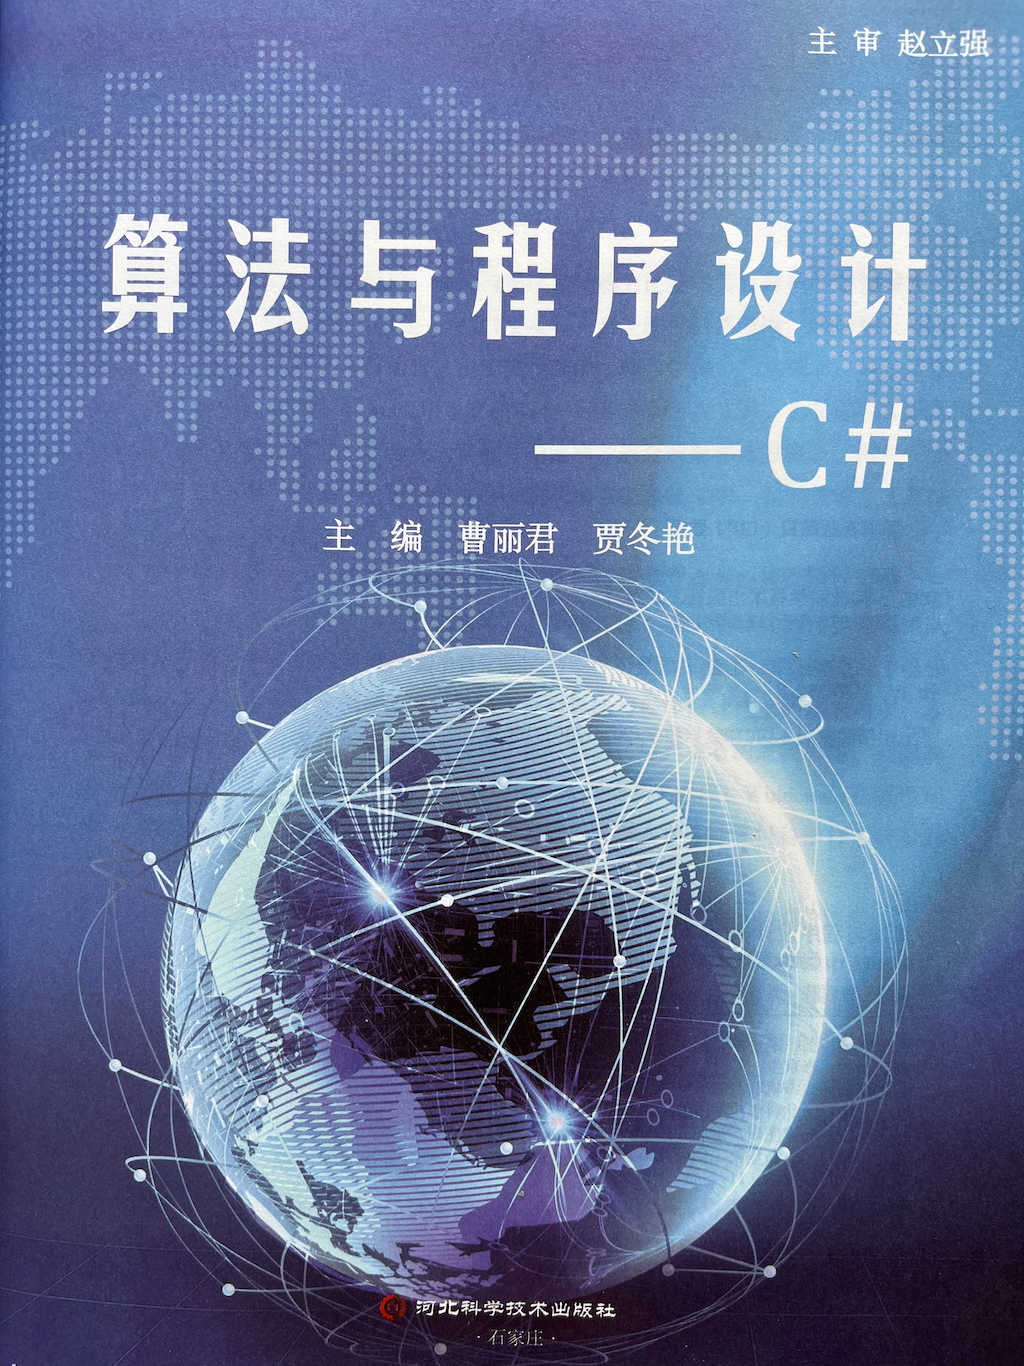 主 审 赵立强
算法与程序设计
——C#
主 编 曹丽君 贾冬艳
河北科学技术出版社
·石家庄·